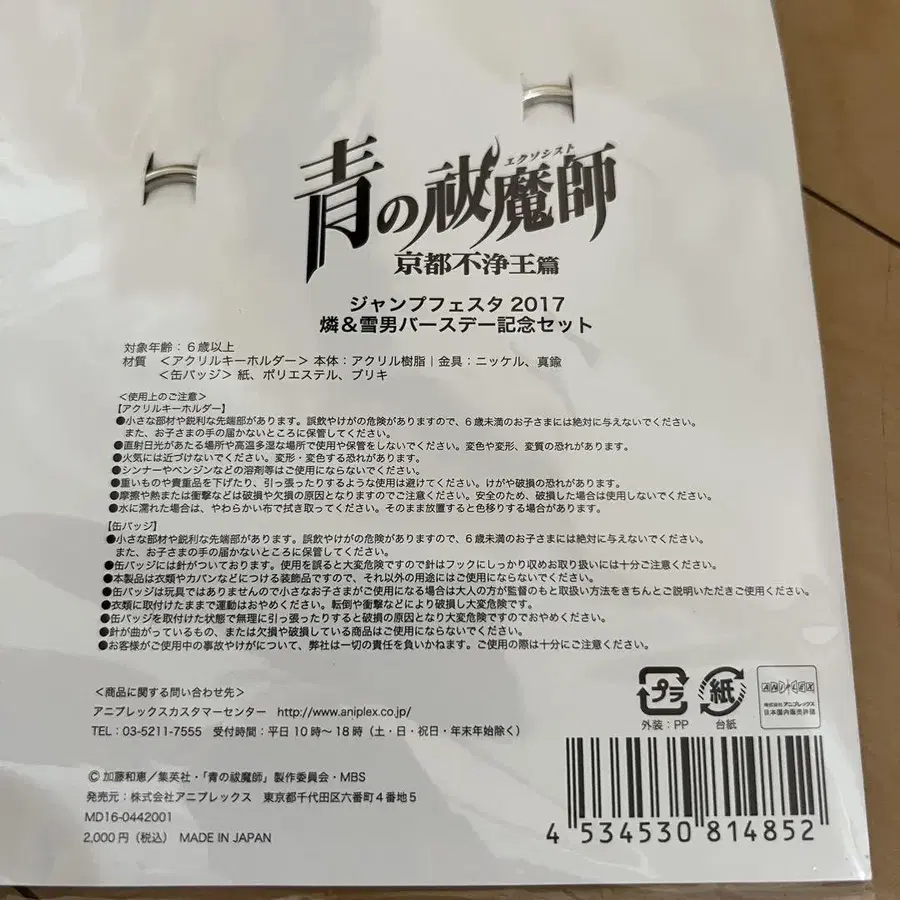 エクソシスト
青の祓魔師
京都不浄王篇
ジャンプフェスタ 2017
燐＆雪男バースデー記念セット
対象年齢：６歳以上
材質　＜アクリルキーホルダー＞ 本体：アクリル樹脂｜金具：ニッケル、真鍮
＜缶バッジ＞ 紙、ポリエステル、ブリキ
＜使用上のご注意＞
【アクリルキーホルダー】
●小さな部材や鋭利な先端部があります。誤飲やけがの危険がありますので、６歳未満のお子さまには絶対に与えないでください。
また、お子さまの手の届かないところに保管してください。
●直射日光があたる場所や高温多湿な場所で使用や保管をしないでください。変色や変形、変質の恐れがあります。
●火気には近づけないでください。変形・変色する恐れがあります。
●シンナーやベンジンなどの溶剤等はご使用にならないでください。
●重いものや貴重品を下げたり、引っ張ったりするような使用は避けてください。けがや破損の恐れがあります。
●摩擦や熱または衝撃などは破損や欠損の原因となりますのでご注意ください。安全のため、破損した場合は使用しないでください。
●水に濡れた場合は、やわらかい布で拭き取ってください。そのまま放置すると色移りする場合があります。
【缶バッジ】
●小さな部材や鋭利な先端部があります。誤飲やけがの危険がありますので、６歳未満のお子さまには絶対に与えないでください。
また、お子さまの手の届かないところに保管してください。
●缶バッジには針がついております。使用を誤ると大変危険ですので針はフックにしっかり収めお取り扱いには十分ご注意ください。
●本製品は衣類やカバンなどにつける装飾品ですので、それ以外の用途にはご使用にならないでください。
●缶バッジは玩具ではありませんので小さなお子さまがご使用になる場合は大人の方が監督のもと取扱い方法をきちんとご説明いただきご使用ください。
●衣類に取付けたままで運動はおやめください。転倒や衝撃などにより破損し大変危険です。
●缶バッジを取付けた状態で無理に引っ張ったりすると破損の原因となり大変危険ですのでおやめください。
●針が曲がっているもの、または欠損や破損している商品はご使用にならないでください。
●お客様がご使用中の事故やけがについて、弊社は一切の責任を負いかねます。ご使用の際は十分にご注意ください。
＜商品に関する問い合わせ先＞
アニプレックスカスタマーセンター　http://www.aniplex.co.jp/
TEL：03-5211-7555　受付時間：平日 10 時～ 18 時（土・日・祝日・年末年始除く）
プラ
外装：PP
紙
台紙
ANIPLEX
株式会社アニプレックス
日本国内販売許諾
© 加藤和恵／集英社・「青の祓魔師」製作委員会・MBS
発売元：株式会社アニプレックス　東京都千代田区六番町４番地５
MD16-0442001
2,000 円（税込）　MADE IN JAPAN
4 534530 814852